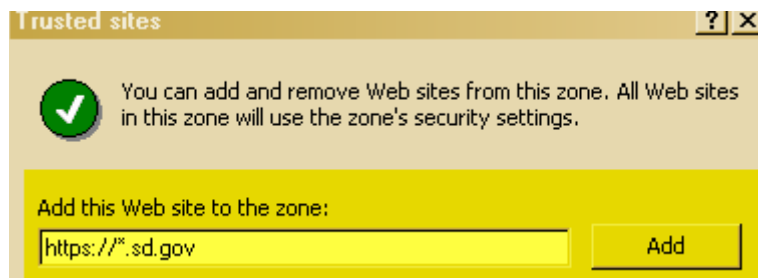 Trusted sites
You can add and remove Web sites from this zone. All Web sites
in this zone will use the zone's security settings.
Add this Web site to the zone:
https://*.sd.gov
Add